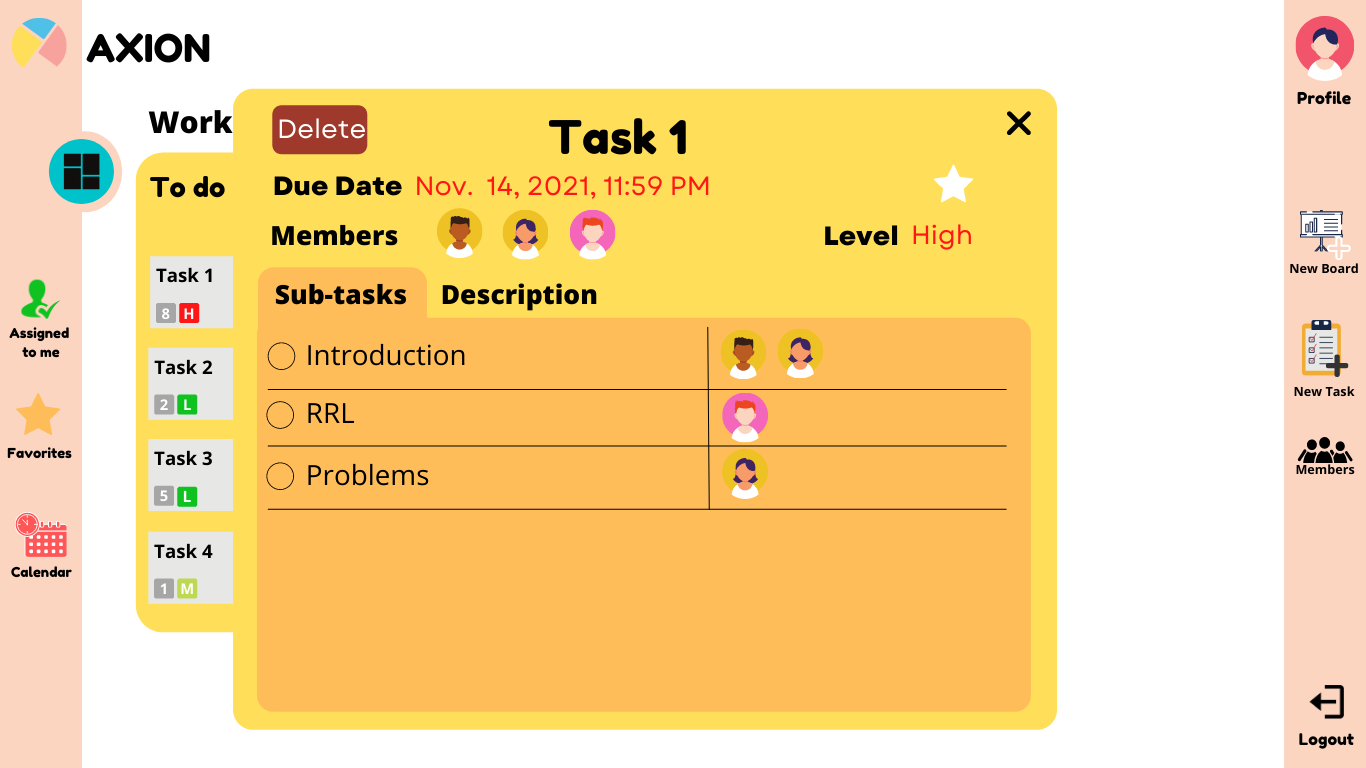 AXION
Work
To do
Task 1
8 H
Task 2
2 L
Task 3
5 L
Task 4
1 M
Assigned
to me
Favorites
Calendar
Delete
Task 1
Due Date Nov. 14, 2021, 11:59 PM
Members
Level High
Sub-tasks Description
Introduction
RRL
Problems
Profile
New Board
New Task
Members
Logout